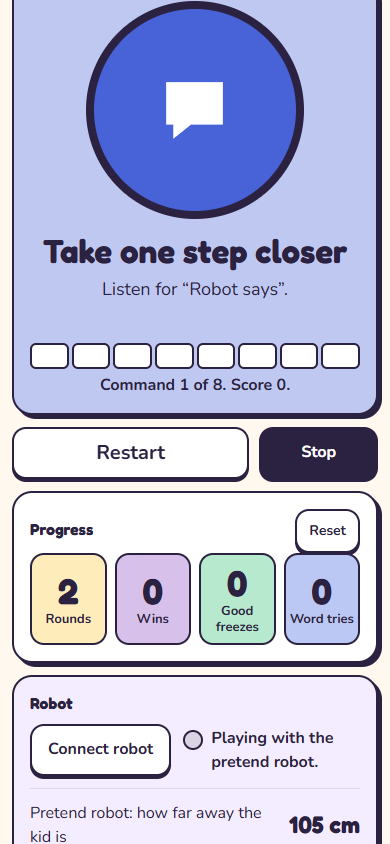 Take one step closer
Listen for “Robot says”.
Command 1 of 8. Score 0.
Restart
Stop
Progress
Reset
2
Rounds
0
Wins
0
Good
freezes
0
Word tries
Robot
Connect robot
Playing with the
pretend robot.
Pretend robot: how far away the
kid is
105 cm